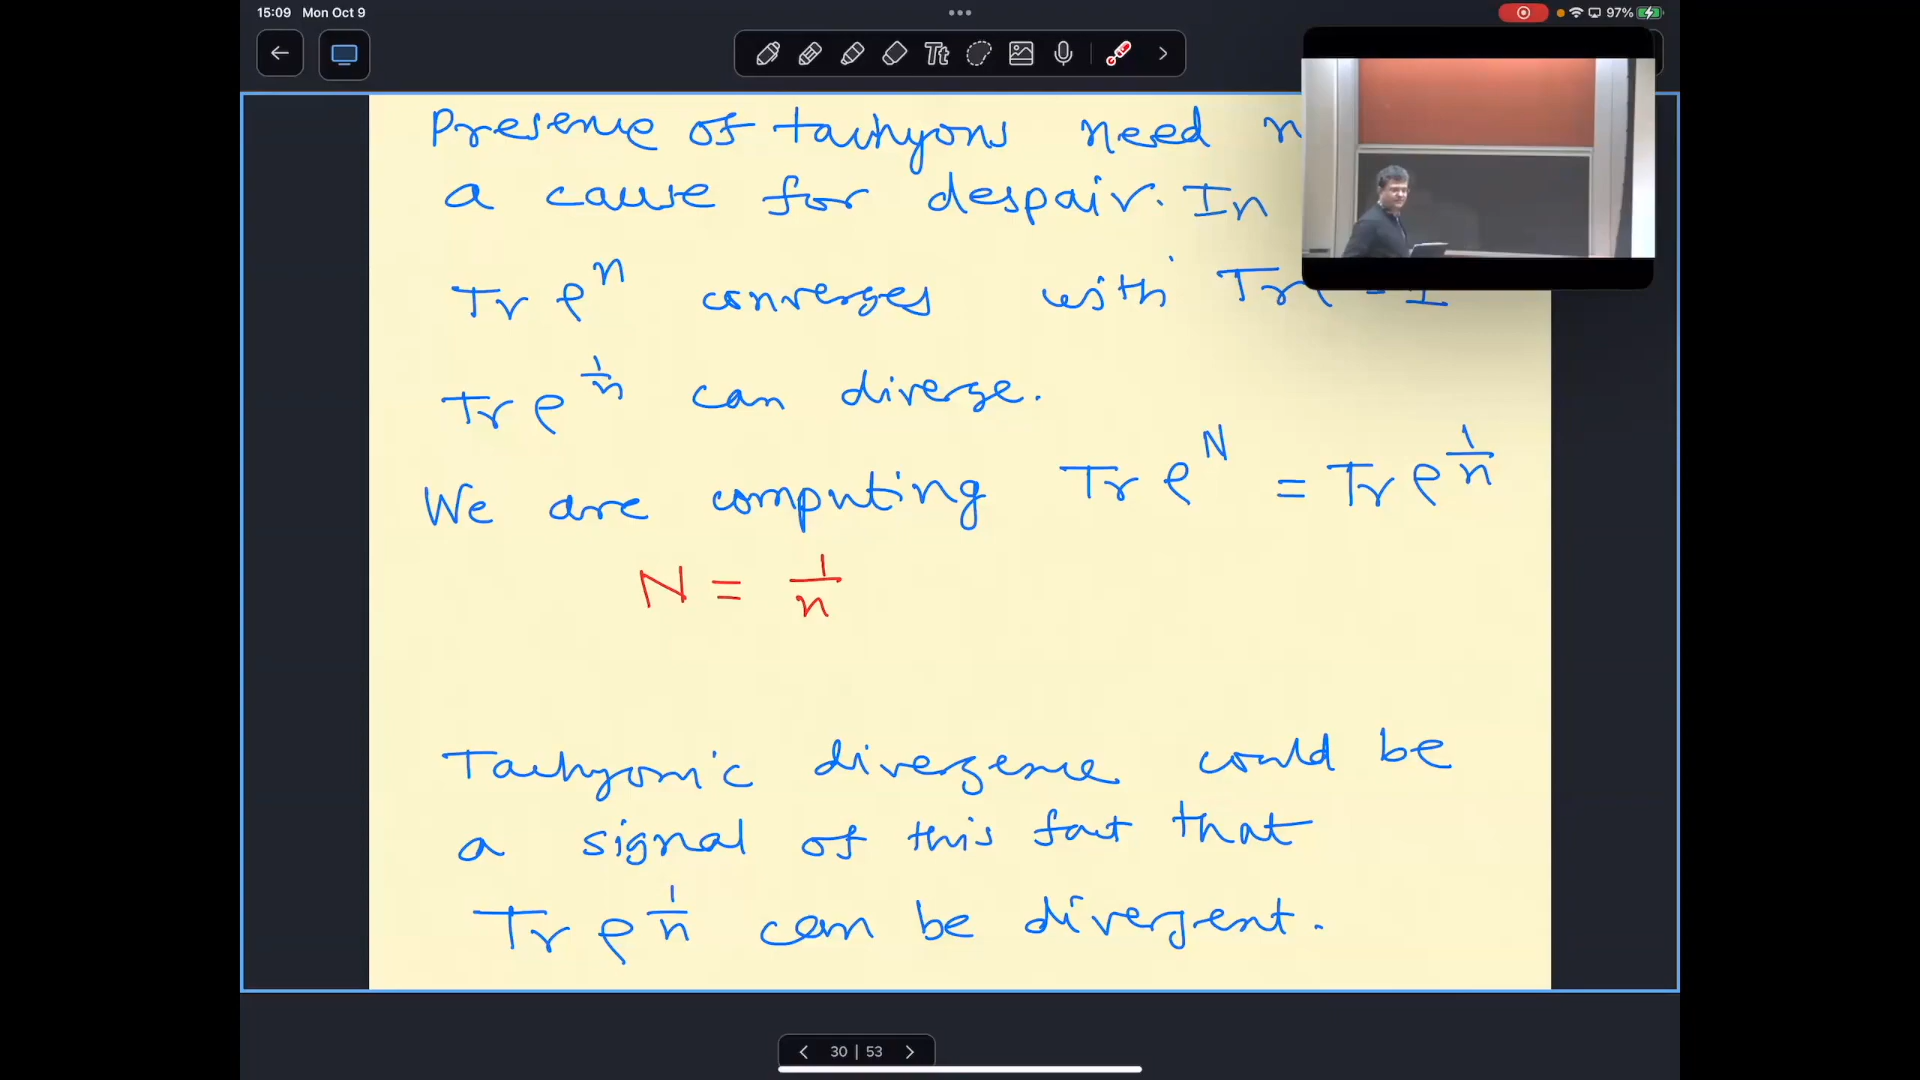 15:09 Mon Oct 9
97%
Tt
Presence of tachyons need
a cause for despair. In
Tr ρ^n converges with Tr
Tr ρ^{1/n} can diverge.
We are computing Tr ρ^N = Tr ρ^{1/n}
N = 1/n
Tachyonic divergence could be
a signal of this fact that
Tr ρ^{1/n} can be divergent.
30 | 53